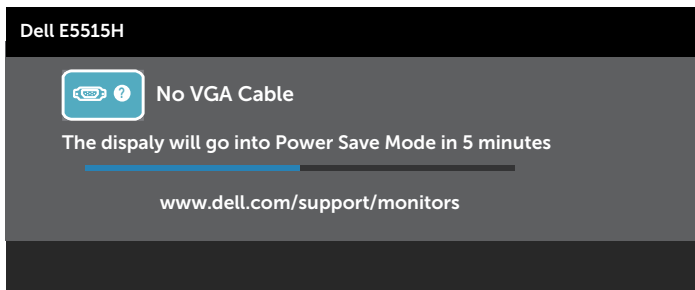 Dell E5515H
? No VGA Cable
The dispaly will go into Power Save Mode in 5 minutes
www.dell.com/support/monitors